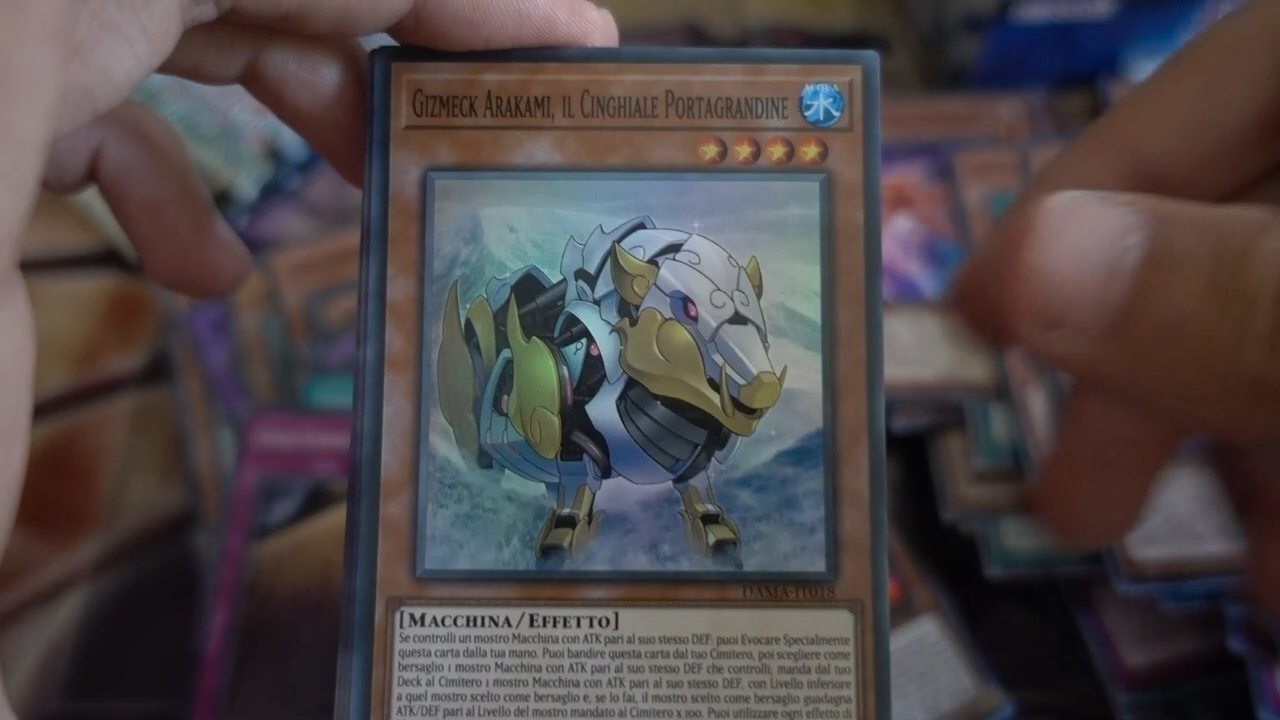 Gizmeck Arakami, il Cinghiale Portagrandine
ACQUA
水
DAMA-IT018
[Macchina/Effetto]
Se controlli un mostro Macchina con ATK pari al suo stesso DEF: puoi Evocare Specialmente
questa carta dalla tua mano. Puoi bandire questa carta dal tuo Cimitero, poi scegliere come
bersaglio 1 mostro Macchina con ATK pari al suo stesso DEF che controlli; manda dal tuo
Deck al Cimitero 1 mostro Macchina con ATK pari al suo stesso DEF, con Livello inferiore
a quel mostro scelto come bersaglio e, se lo fai, il mostro scelto come bersaglio guadagna
ATK/DEF pari al Livello del mostro mandato al Cimitero x 100. Puoi utilizzare ogni effetto di